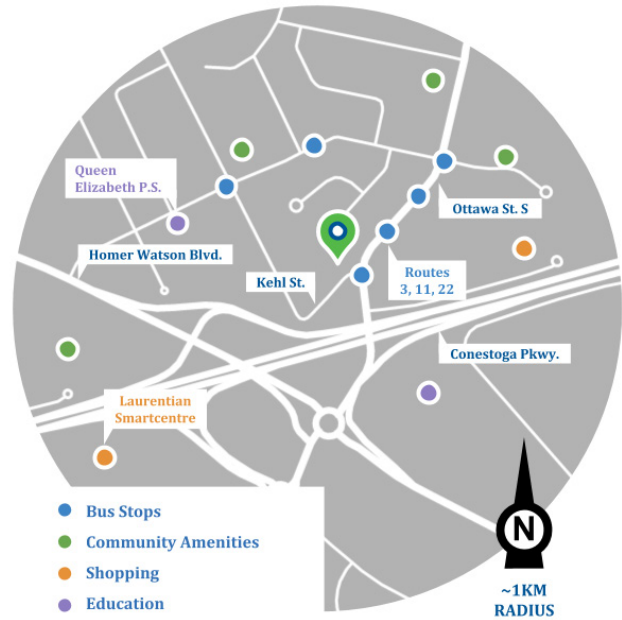 Queen
Elizabeth P.S.
Ottawa St. S
Homer Watson Blvd.
Kehl St.
Routes
3, 11, 22
Conestoga Pkwy.
Laurentian
Smartcentre
Bus Stops
Community Amenities
Shopping
Education
N
~1KM
RADIUS